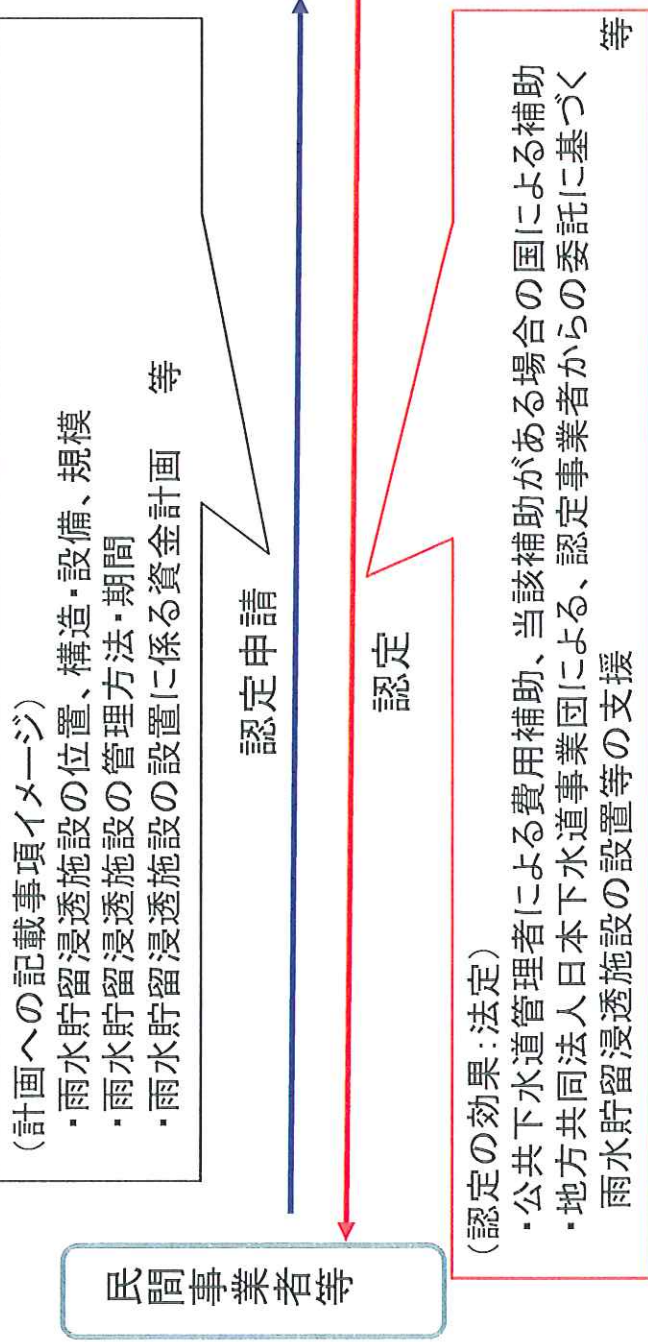 (計画への記載事項イメージ)
・雨水貯留浸透施設の位置、構造・設備、規模
・雨水貯留浸透施設の管理方法・期間
・雨水貯留浸透施設の設置に係る資金計画 等
認定申請
民間事業者等
認定
(認定の効果:法定)
・公共下水道管理者による費用補助、当該補助がある場合の国による補助
・地方共同法人日本下水道事業団による、認定事業者からの委託に基づく
雨水貯留浸透施設の設置等の支援 等